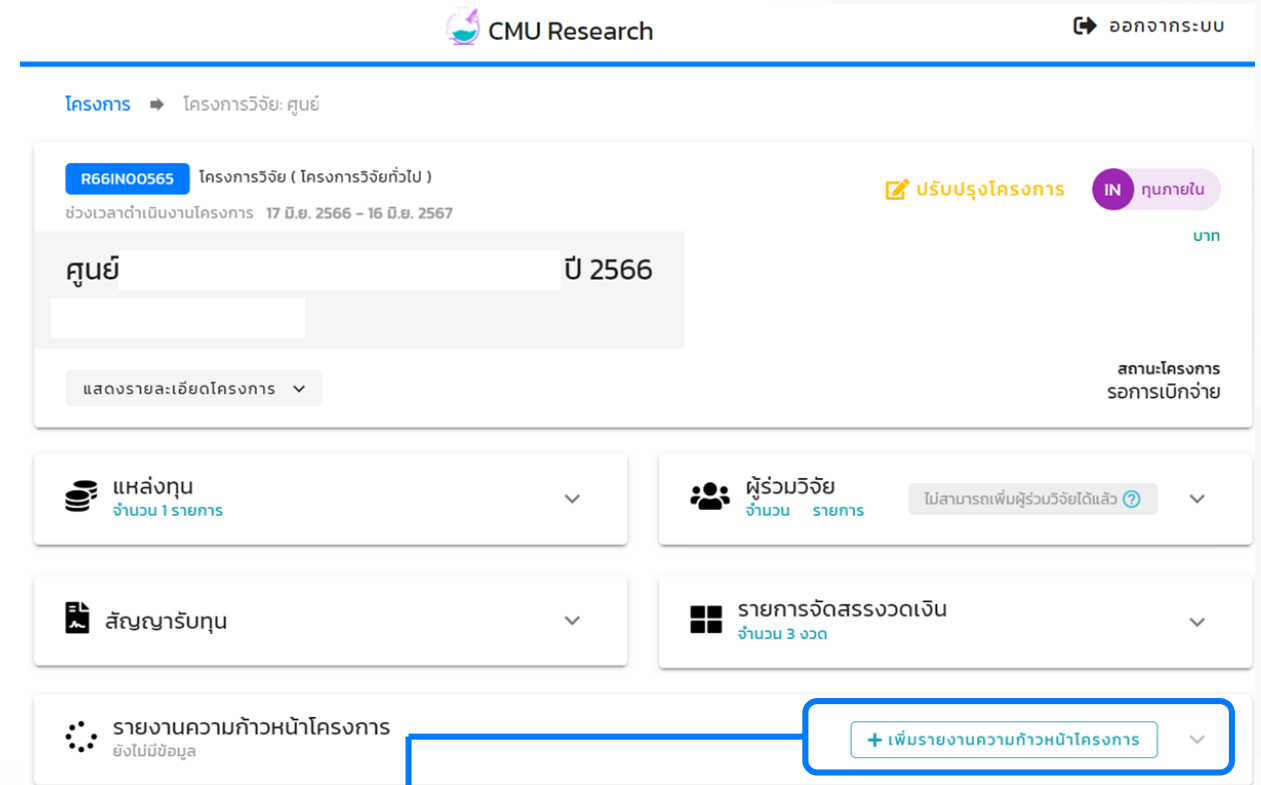 CMU Research
ออกจากระบบ
โครงการ ➡ โครงการวิจัย: ศูนย์
R66IN00565 โครงการวิจัย ( โครงการวิจัยทั่วไป )
ปรับปรุงโครงการ
IN ทุนภายใน
ช่วงเวลาดำเนินงานโครงการ 17 มิ.ย. 2566 – 16 มิ.ย. 2567
บาท
ศูนย์ ปี 2566
แสดงรายละเอียดโครงการ
สถานะโครงการ
รอการเบิกจ่าย
แหล่งทุน
จำนวน 1 รายการ
ผู้ร่วมวิจัย
จำนวน รายการ
ไม่สามารถเพิ่มผู้ร่วมวิจัยได้แล้ว ?
สัญญารับทุน
รายการจัดสรรงวดเงิน
จำนวน 3 งวด
รายงานความก้าวหน้าโครงการ
ยังไม่มีข้อมูล
+ เพิ่มรายงานความก้าวหน้าโครงการ